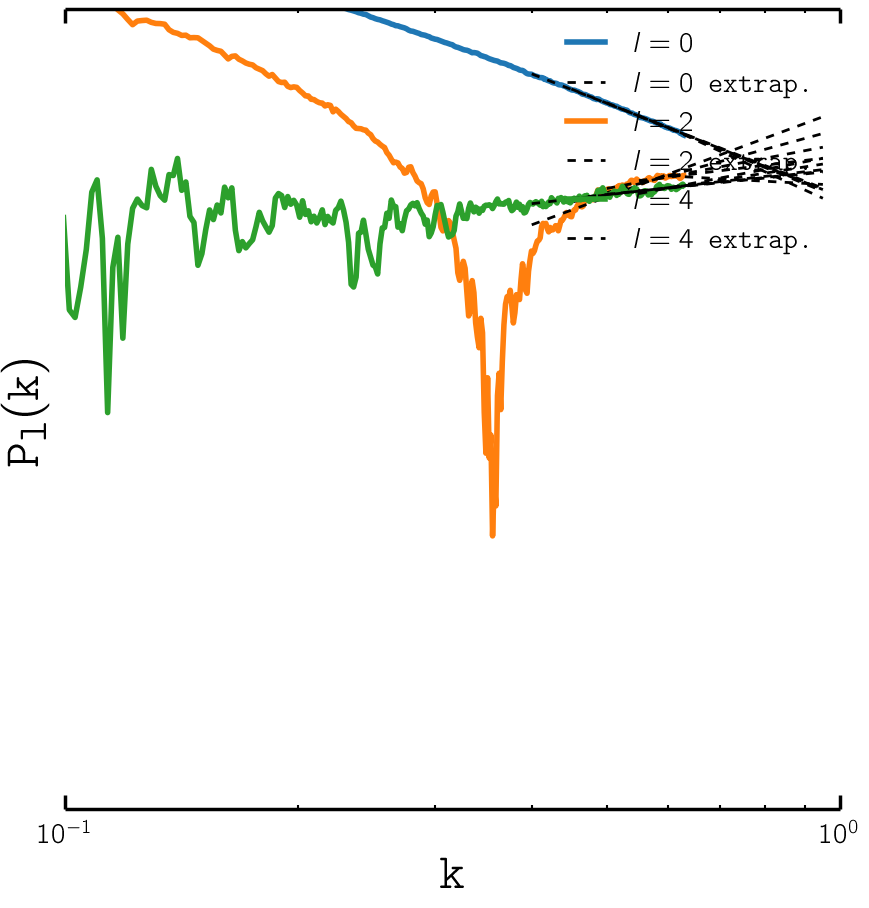 l = 0
l = 0 extrap.
l = 2
l = 2 extrap.
l = 4
l = 4 extrap.
P_l(k)
10^{-1}
10^0
k